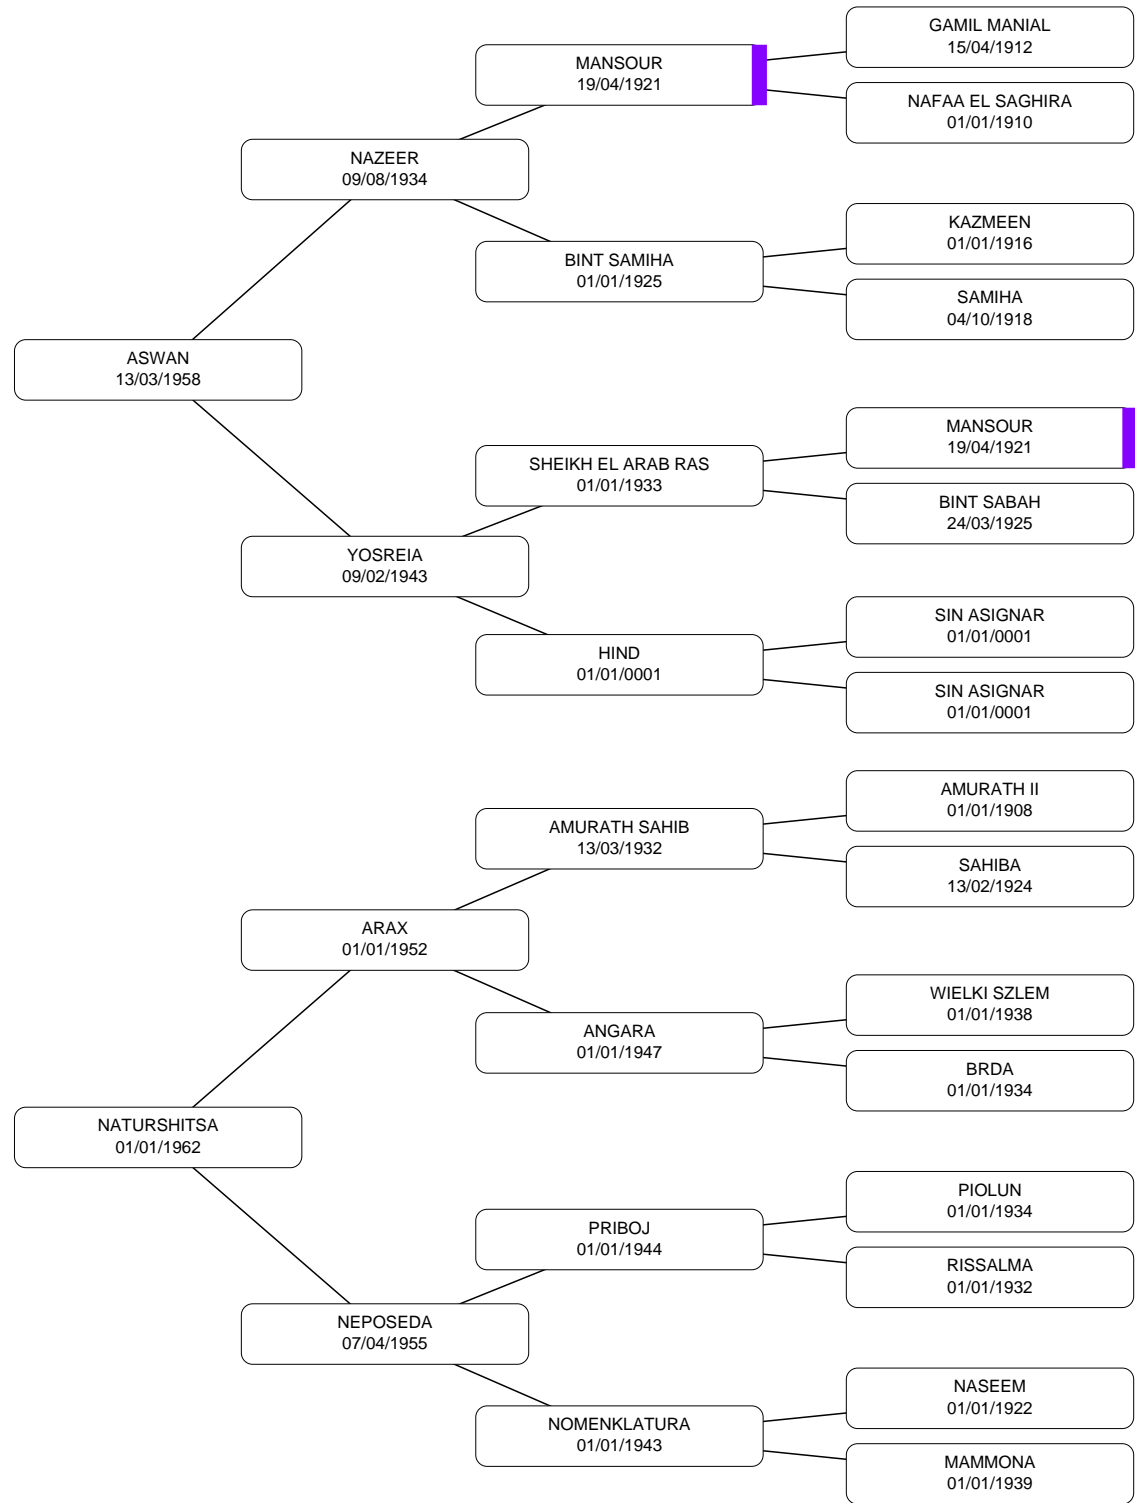 GAMIL MANIAL
15/04/1912
MANSOUR
19/04/1921
NAFAA EL SAGHIRA
01/01/1910
NAZEER
09/08/1934
KAZMEEN
01/01/1916
BINT SAMIHA
01/01/1925
SAMIHA
04/10/1918
ASWAN
13/03/1958
MANSOUR
19/04/1921
SHEIKH EL ARAB RAS
01/01/1933
BINT SABAH
24/03/1925
YOSREIA
09/02/1943
SIN ASIGNAR
01/01/0001
HIND
01/01/0001
SIN ASIGNAR
01/01/0001
AMURATH II
01/01/1908
AMURATH SAHIB
13/03/1932
SAHIBA
13/02/1924
ARAX
01/01/1952
WIELKI SZLEM
01/01/1938
ANGARA
01/01/1947
BRDA
01/01/1934
NATURSHITSA
01/01/1962
PIOLUN
01/01/1934
PRIBOJ
01/01/1944
RISSALMA
01/01/1932
NEPOSEDA
07/04/1955
NASEEM
01/01/1922
NOMENKLATURA
01/01/1943
MAMMONA
01/01/1939